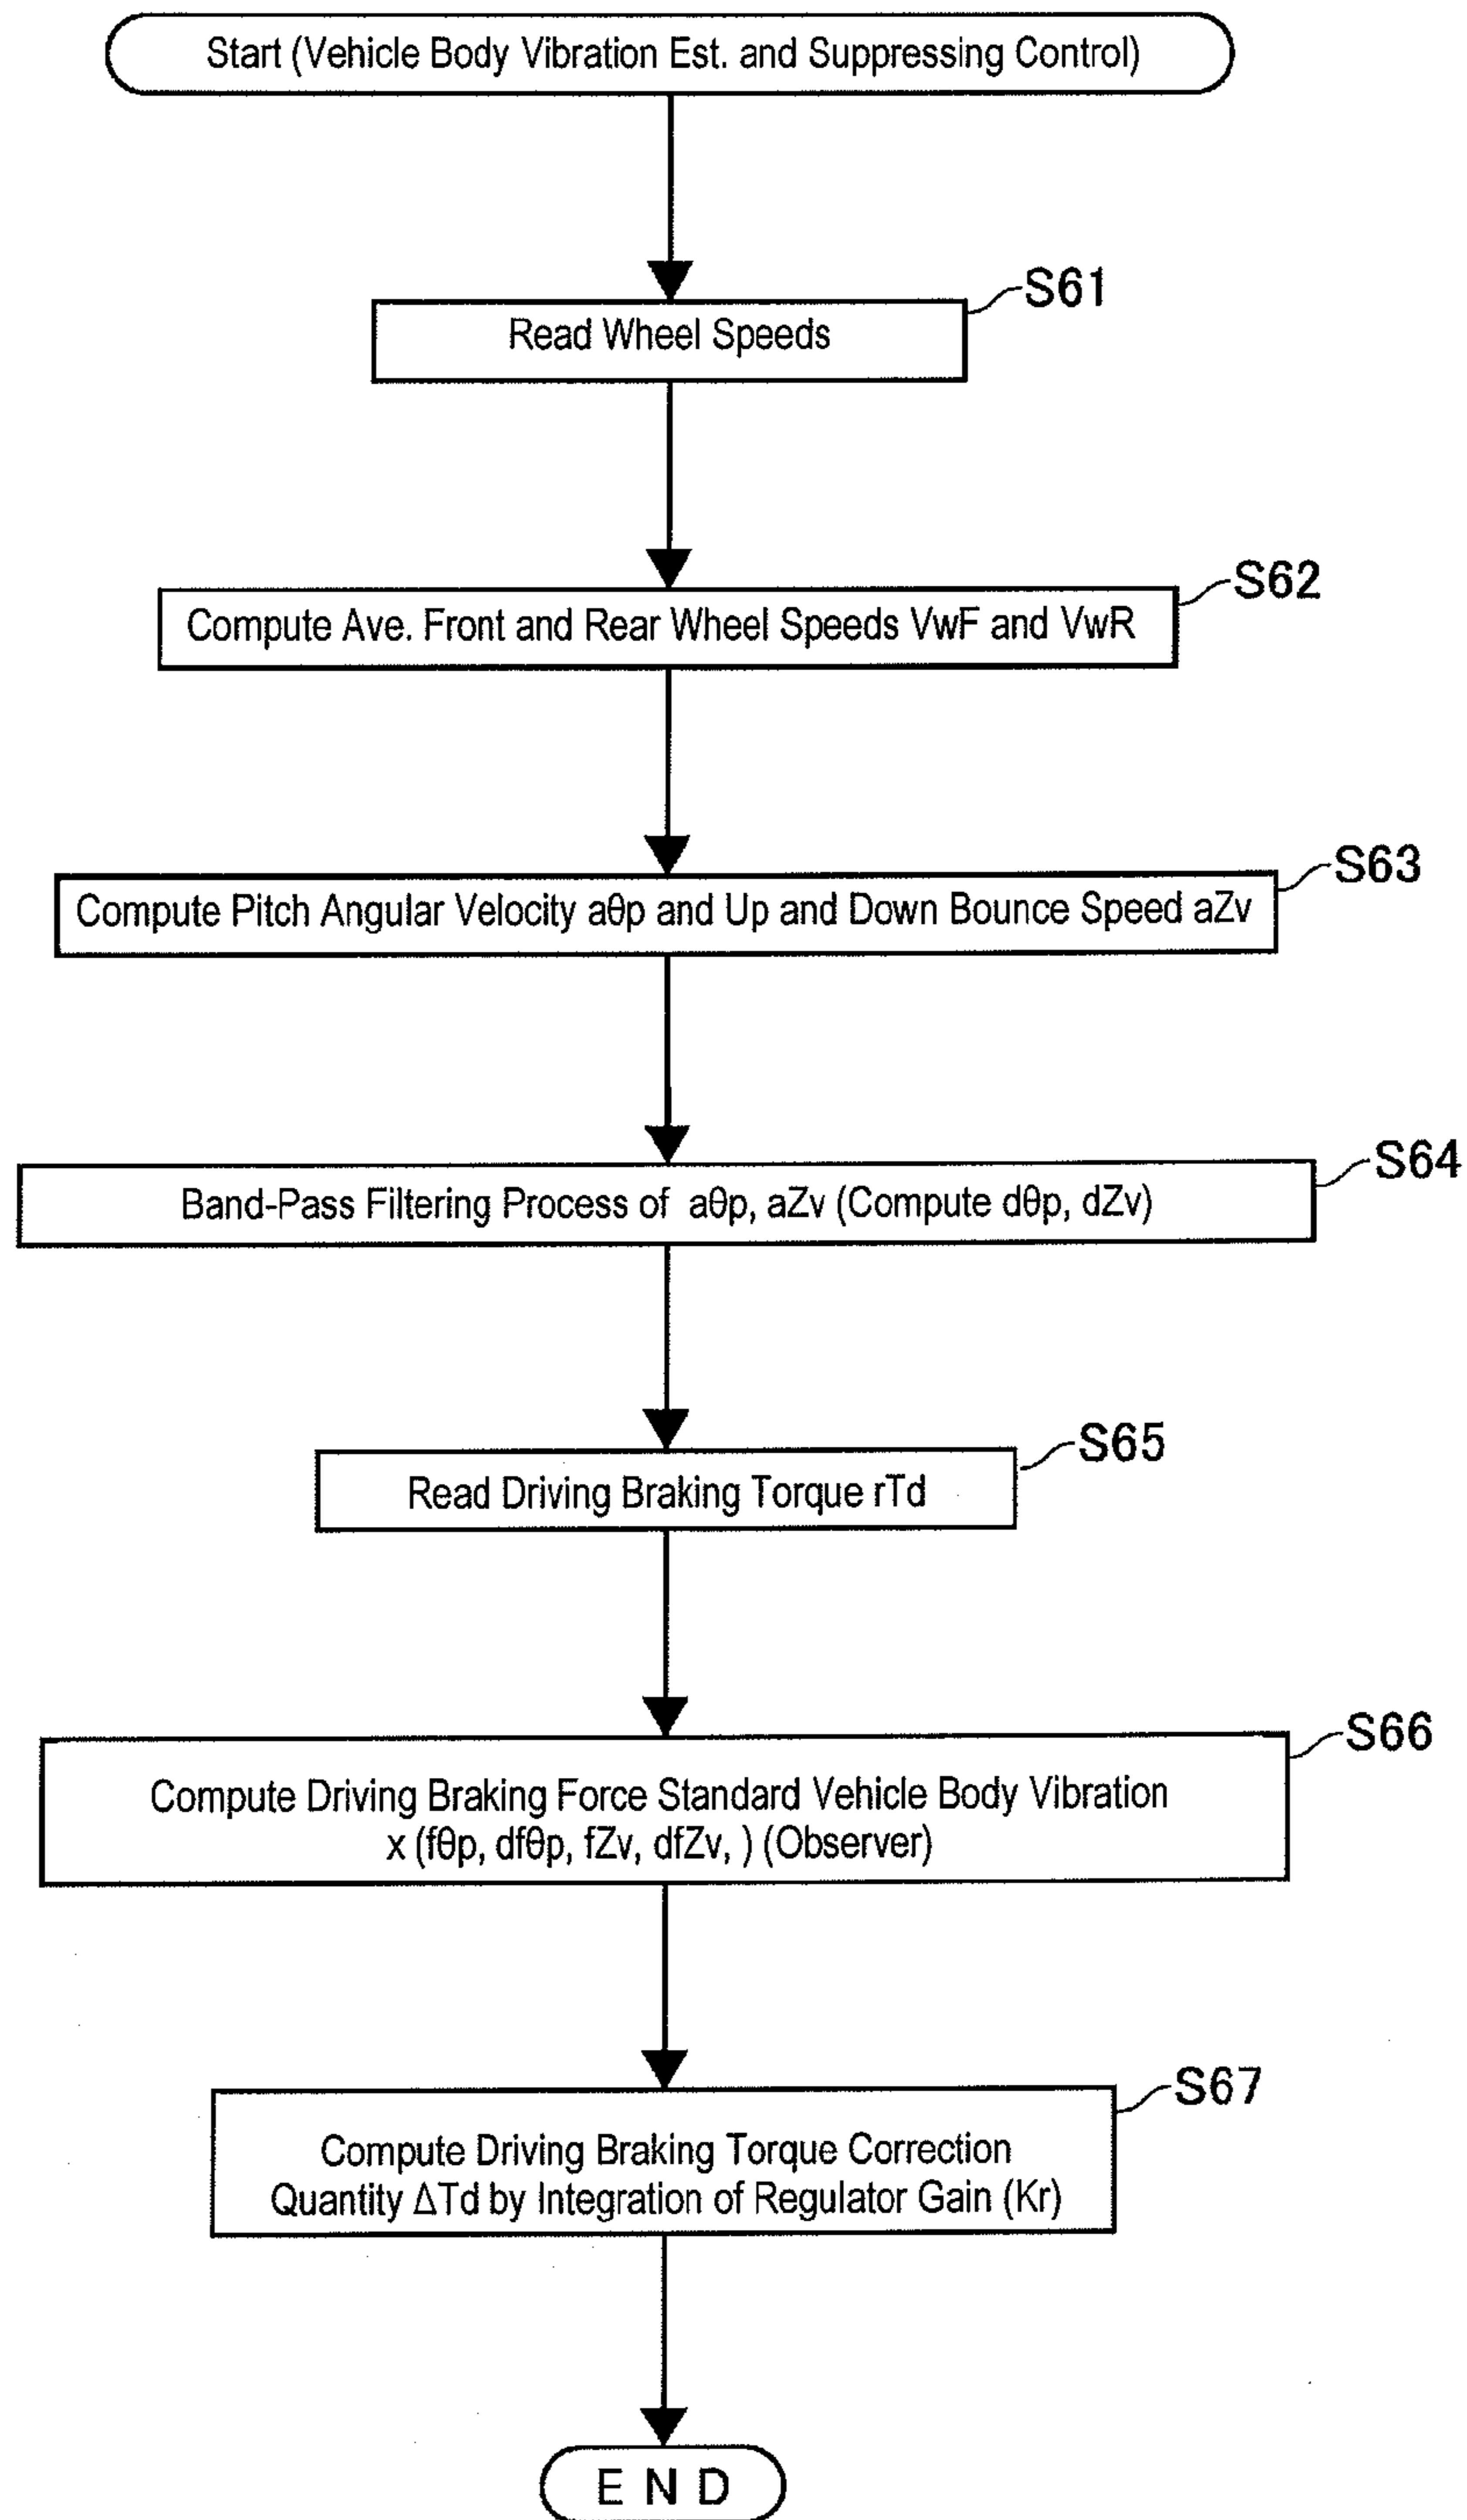 Start (Vehicle Body Vibration Est. and Suppressing Control)
S61
Read Wheel Speeds
S62
Compute Ave. Front and Rear Wheel Speeds VwF and VwR
S63
Compute Pitch Angular Velocity aθp and Up and Down Bounce Speed aZv
S64
Band-Pass Filtering Process of aθp, aZv (Compute dθp, dZv)
S65
Read Driving Braking Torque rTd
S66
Compute Driving Braking Force Standard Vehicle Body Vibration
x (fθp, dfθp, fZv, dfZv, ) (Observer)
S67
Compute Driving Braking Torque Correction
Quantity ΔTd by Integration of Regulator Gain (Kr)
E N D